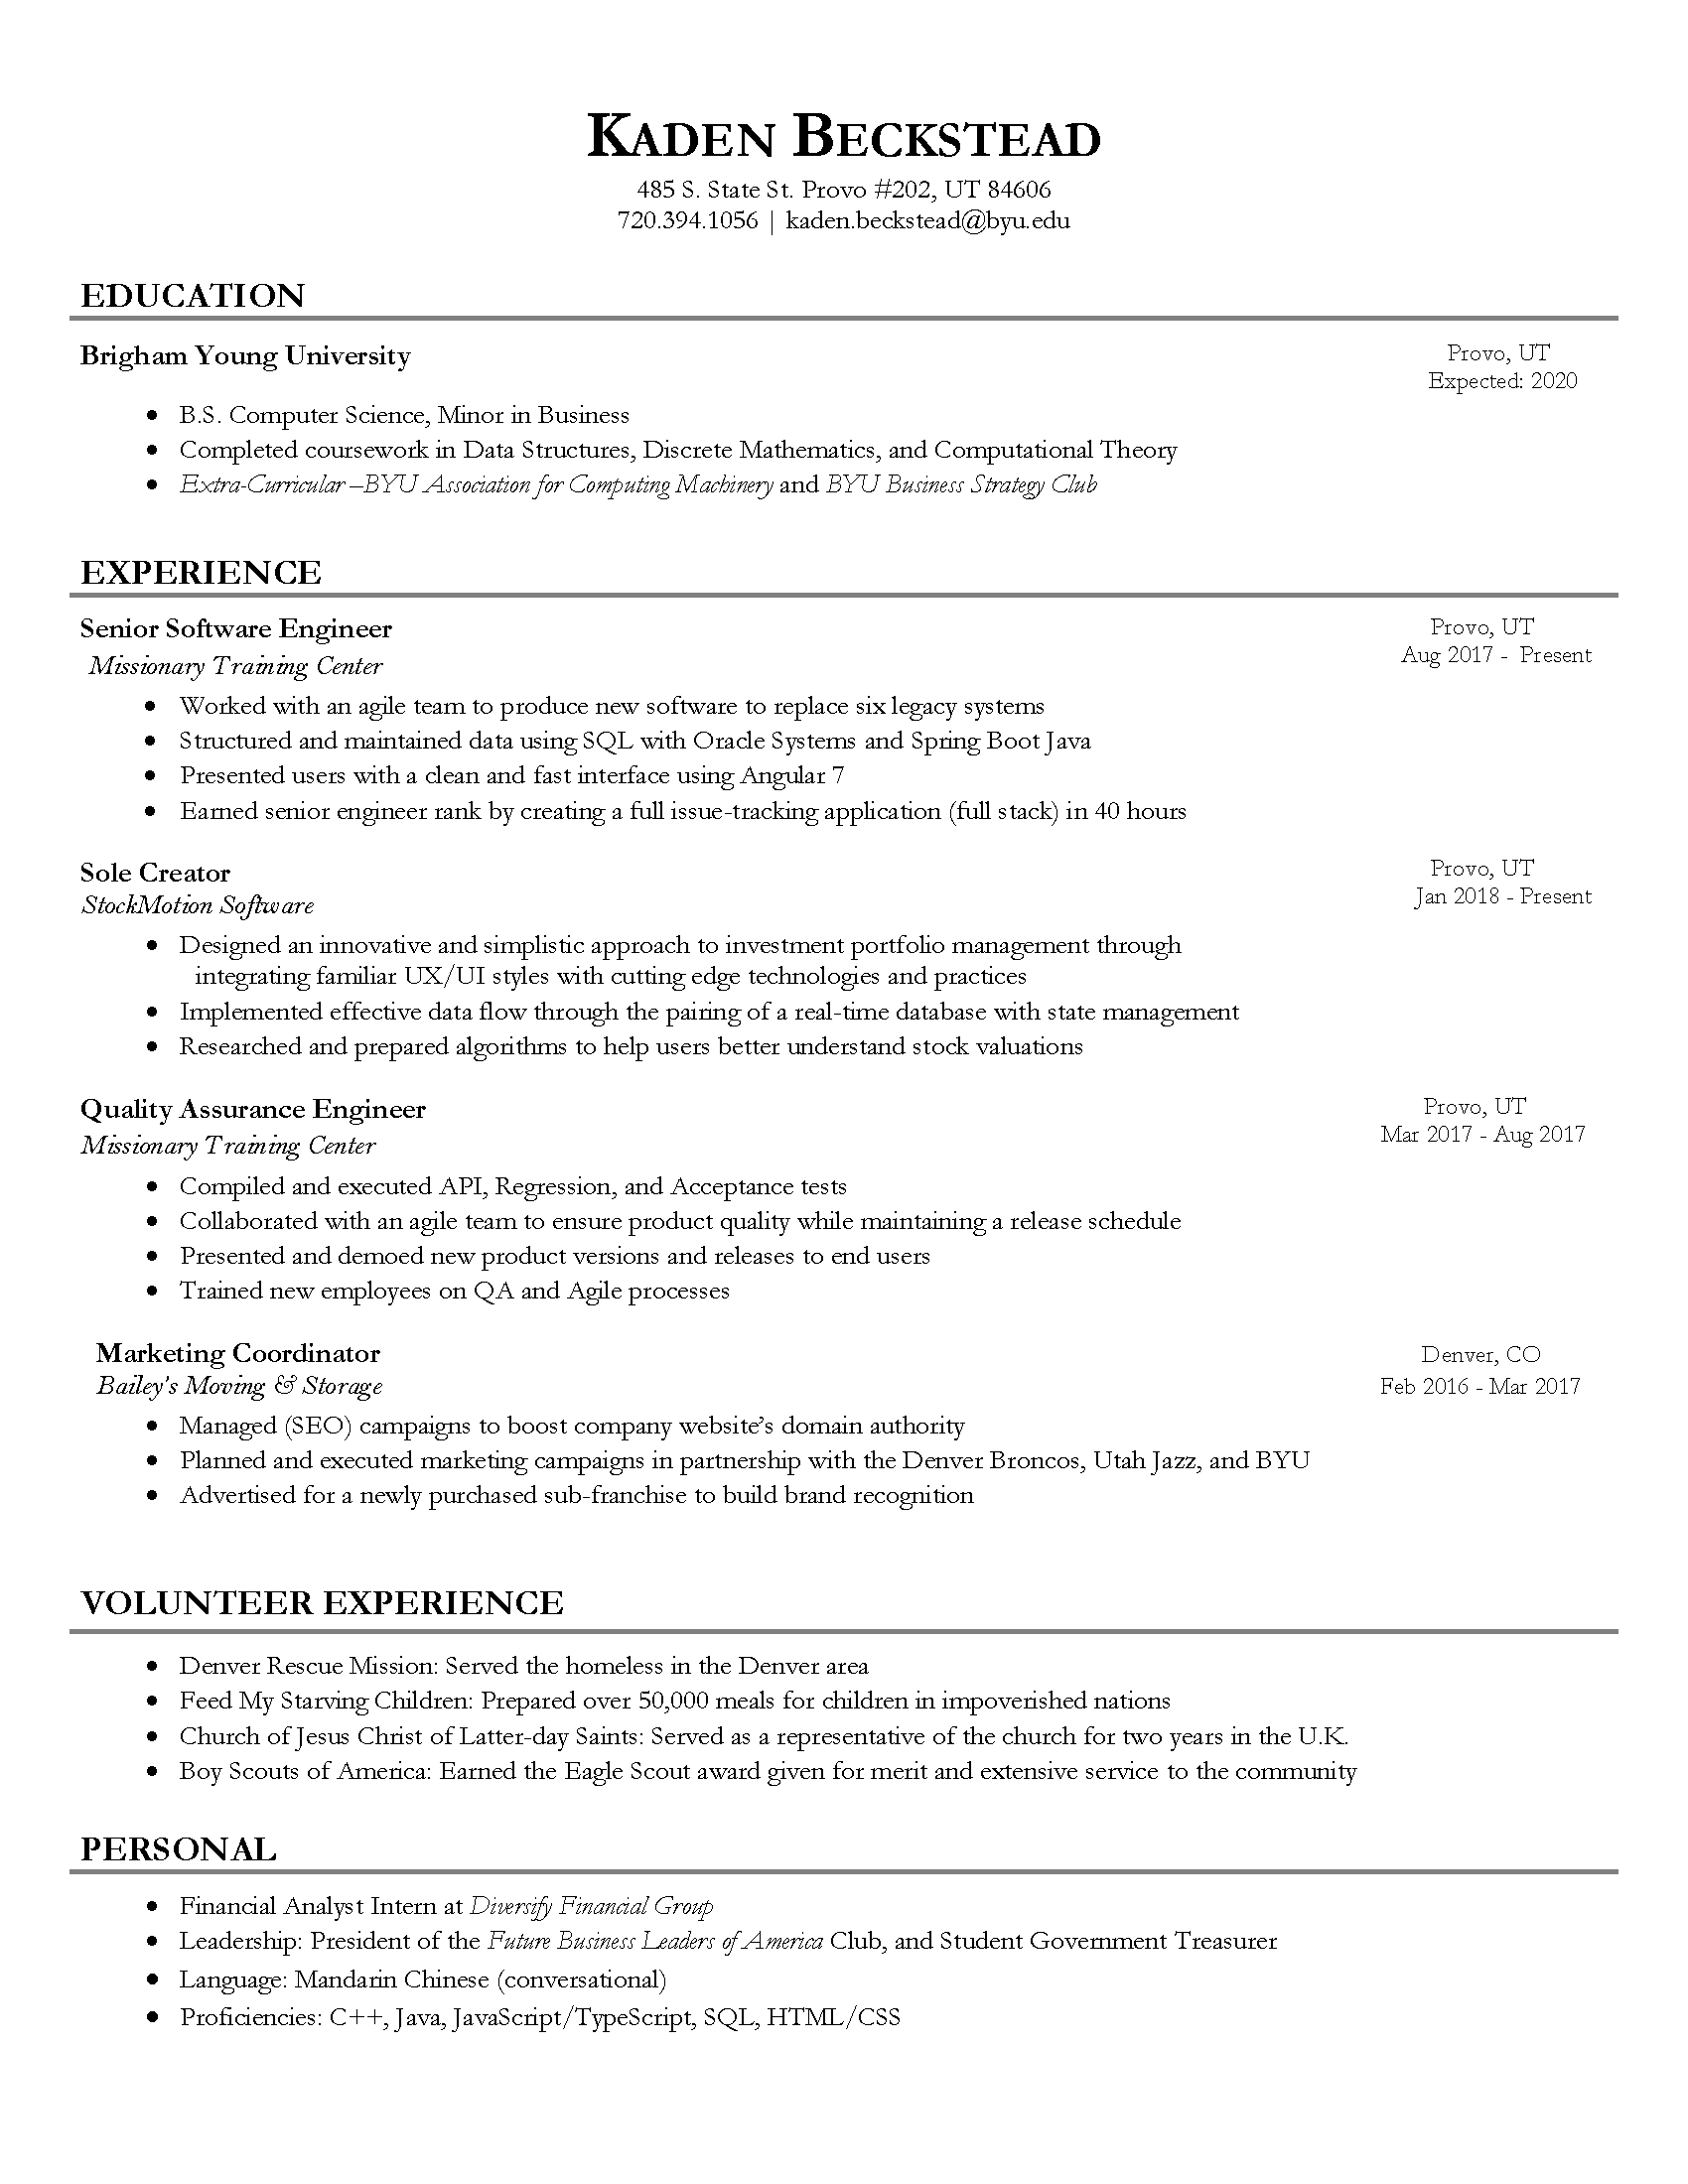 KADEN BECKSTEAD
485 S. State St. Provo #202, UT 84606
720.394.1056 | kaden.beckstead@byu.edu
EDUCATION
Brigham Young University
Provo, UT
Expected: 2020
• B.S. Computer Science, Minor in Business
• Completed coursework in Data Structures, Discrete Mathematics, and Computational Theory
• Extra-Curricular –BYU Association for Computing Machinery and BYU Business Strategy Club
EXPERIENCE
Senior Software Engineer
Provo, UT
Missionary Training Center
Aug 2017 - Present
• Worked with an agile team to produce new software to replace six legacy systems
• Structured and maintained data using SQL with Oracle Systems and Spring Boot Java
• Presented users with a clean and fast interface using Angular 7
• Earned senior engineer rank by creating a full issue-tracking application (full stack) in 40 hours
Sole Creator
Provo, UT
StockMotion Software
Jan 2018 - Present
• Designed an innovative and simplistic approach to investment portfolio management through
integrating familiar UX/UI styles with cutting edge technologies and practices
• Implemented effective data flow through the pairing of a real-time database with state management
• Researched and prepared algorithms to help users better understand stock valuations
Quality Assurance Engineer
Provo, UT
Missionary Training Center
Mar 2017 - Aug 2017
• Compiled and executed API, Regression, and Acceptance tests
• Collaborated with an agile team to ensure product quality while maintaining a release schedule
• Presented and demoed new product versions and releases to end users
• Trained new employees on QA and Agile processes
Marketing Coordinator
Denver, CO
Bailey's Moving & Storage
Feb 2016 - Mar 2017
• Managed (SEO) campaigns to boost company website’s domain authority
• Planned and executed marketing campaigns in partnership with the Denver Broncos, Utah Jazz, and BYU
• Advertised for a newly purchased sub-franchise to build brand recognition
VOLUNTEER EXPERIENCE
• Denver Rescue Mission: Served the homeless in the Denver area
• Feed My Starving Children: Prepared over 50,000 meals for children in impoverished nations
• Church of Jesus Christ of Latter-day Saints: Served as a representative of the church for two years in the U.K.
• Boy Scouts of America: Earned the Eagle Scout award given for merit and extensive service to the community
PERSONAL
• Financial Analyst Intern at Diversify Financial Group
• Leadership: President of the Future Business Leaders of America Club, and Student Government Treasurer
• Language: Mandarin Chinese (conversational)
• Proficiencies: C++, Java, JavaScript/TypeScript, SQL, HTML/CSS